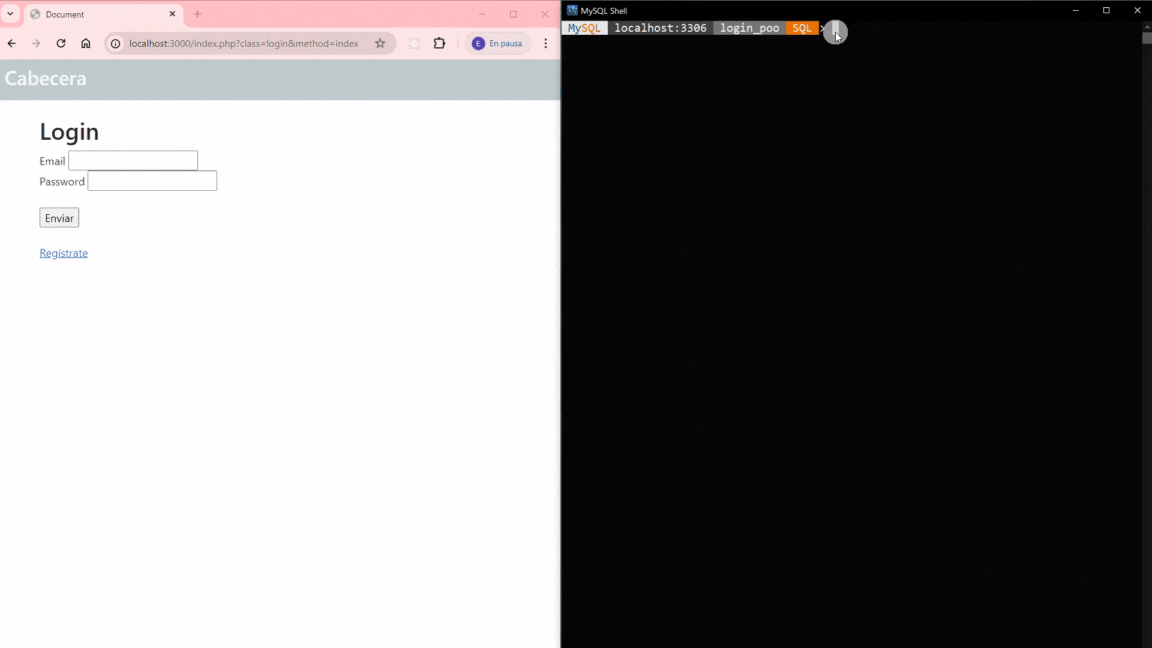 Document
localhost:3000/index.php?class=login&method=index
E En pausa
Cabecera
Login
Email
Password
Enviar
Regístrate
MySQL Shell
MySQL localhost:3306 login_poo SQL >